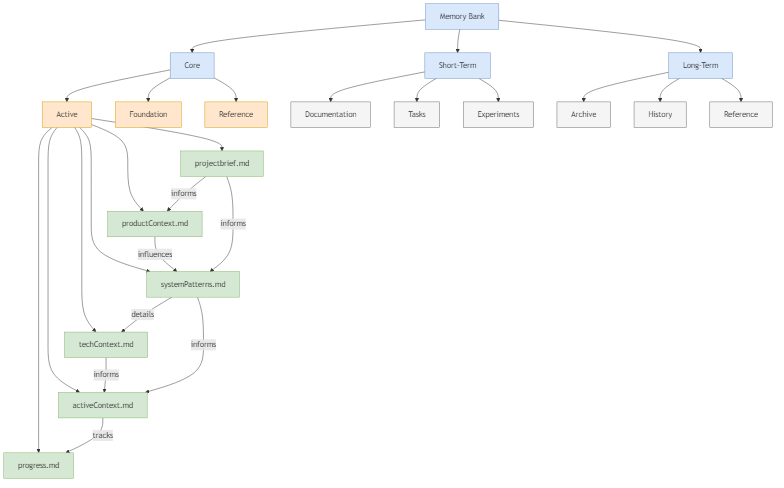 Memory Bank
Core
Short-Term
Long-Term
Active
Foundation
Reference
Documentation
Tasks
Experiments
Archive
History
Reference
projectbrief.md
informs
productContext.md
informs
influences
systemPatterns.md
details
techContext.md
informs
informs
activeContext.md
tracks
progress.md